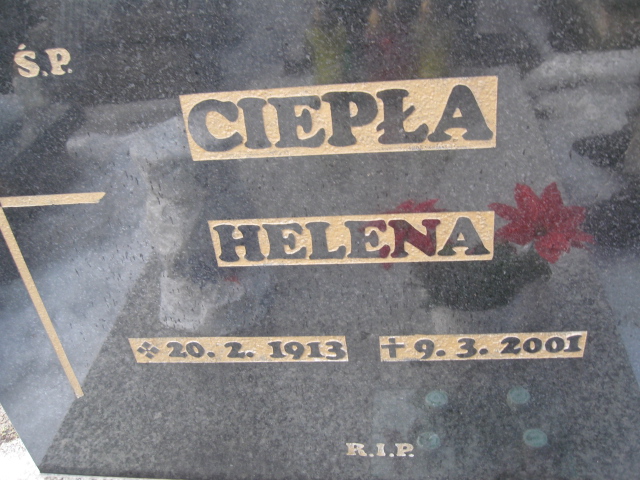 Ś.P.
CIEPŁA
HELENA
20. 2. 1913 † 9. 3. 2001
R.I.P.